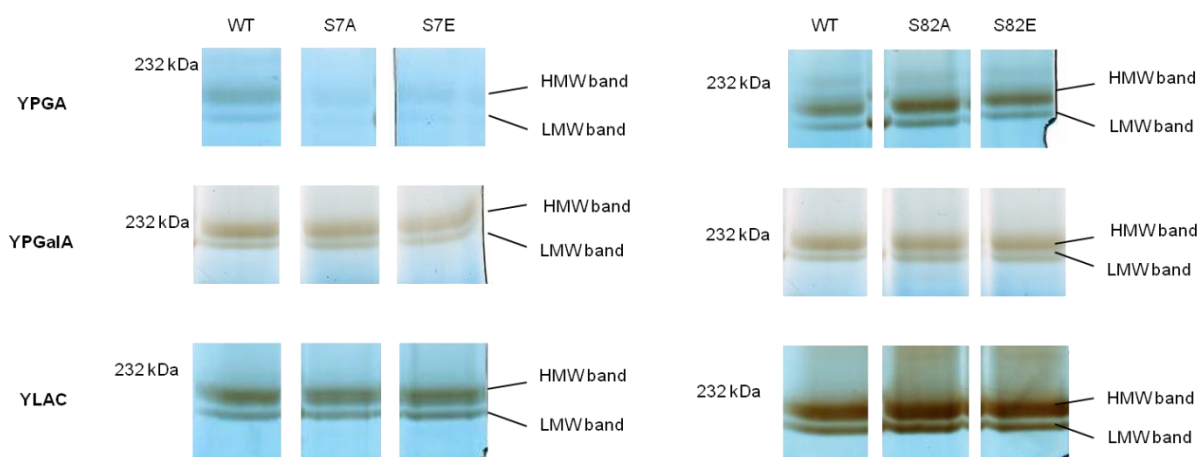 WT S7A S7E WT S82A S82E
232 kDa HMW band 232 kDa HMW band
YPGA LMW band LMW band
232 kDa HMW band 232 kDa HMW band
YPGalA LMW band LMW band
232 kDa HMW band 232 kDa HMW band
YLAC LMW band LMW band